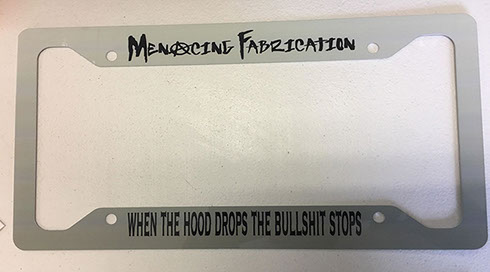 MENACING FABRICATION
WHEN THE HOOD DROPS THE BULLSHIT STOPS